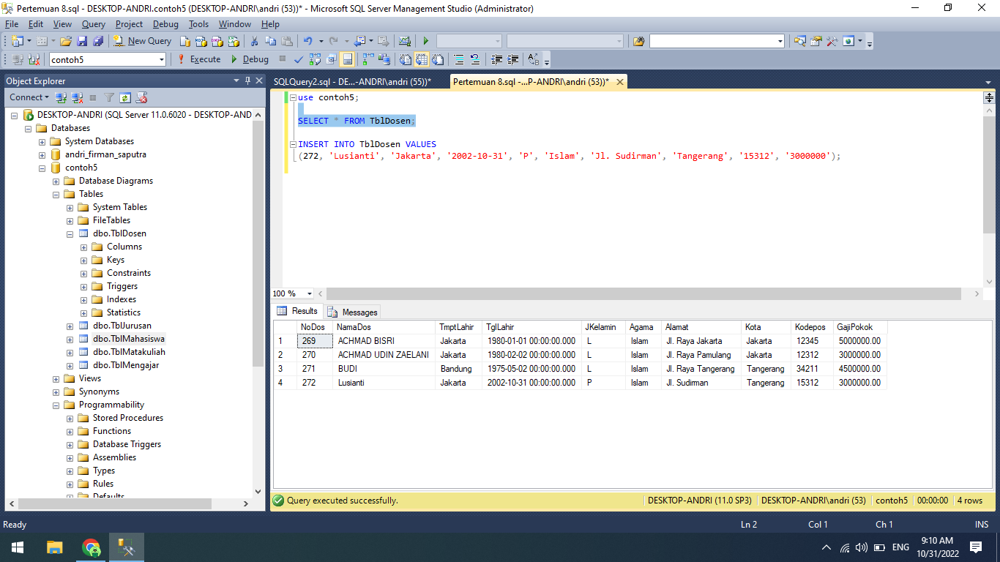 Pertemuan 8.sql - DESKTOP-ANDRI.contoh5 (DESKTOP-ANDRI\andri (53))* - Microsoft SQL Server Management Studio (Administrator)
File Edit View Query Project Debug Tools Window Help
New Query
contoh5 Execute Debug
Object Explorer
Connect
DESKTOP-ANDRI (SQL Server 11.0.6020 - DESKTOP-AND
Databases
System Databases
andri_firman_saputra
contoh5
Database Diagrams
Tables
System Tables
FileTables
dbo.TblDosen
Columns
Keys
Constraints
Triggers
Indexes
Statistics
dbo.TblJurusan
dbo.TblMahasiswa
dbo.TblMatakuliah
dbo.TblMengajar
Views
Synonyms
Programmability
Stored Procedures
Functions
Database Triggers
Assemblies
Types
Rules
Defaults
SQLQuery2.sql - DE...-ANDRI\andri (55))* Pertemuan 8.sql -...P-ANDRI\andri (53))*
use contoh5;
SELECT * FROM TblDosen;
INSERT INTO TblDosen VALUES
(272, 'Lusianti', 'Jakarta', '2002-10-31', 'P', 'Islam', 'Jl. Sudirman', 'Tangerang', '15312', '3000000');
100 %
Results Messages
NoDos NamaDos TmptLahir TglLahir JKelamin Agama Alamat Kota Kodepos GajiPokok
1 269 ACHMAD BISRI Jakarta 1980-01-01 00:00:00.000 L Islam Jl. Raya Jakarta Jakarta 12345 5000000.00
2 270 ACHMAD UDIN ZAELANI Jakarta 1980-02-02 00:00:00.000 L Islam Jl. Raya Pamulang Jakarta 12312 3000000.00
3 271 BUDI Bandung 1975-05-02 00:00:00.000 L Islam Jl. Raya Tangerang Tangerang 34211 4500000.00
4 272 Lusianti Jakarta 2002-10-31 00:00:00.000 P Islam Jl. Sudirman Tangerang 15312 3000000.00
Query executed successfully. DESKTOP-ANDRI (11.0 SP3) DESKTOP-ANDRI\andri (53) contoh5 00:00:00 4 rows
Ready Ln 2 Col 1 Ch 1 INS
ENG 9:10 AM
10/31/2022